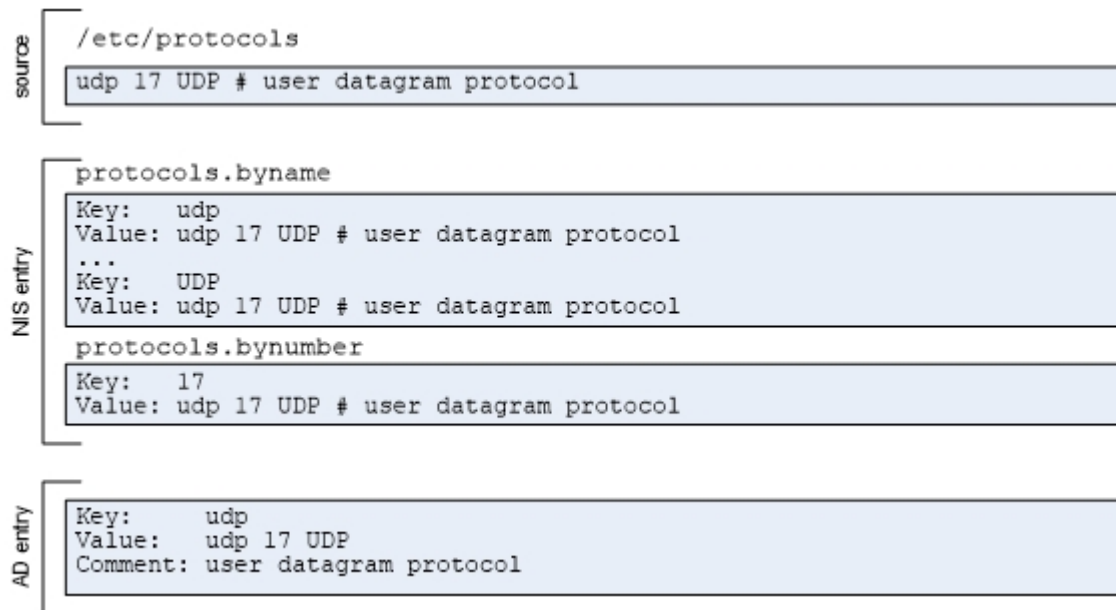 source
/etc/protocols
udp 17 UDP # user datagram protocol
NIS entry
protocols.byname
Key: udp
Value: udp 17 UDP # user datagram protocol
...
Key: UDP
Value: udp 17 UDP # user datagram protocol
protocols.bynumber
Key: 17
Value: udp 17 UDP # user datagram protocol
AD entry
Key: udp
Value: udp 17 UDP
Comment: user datagram protocol